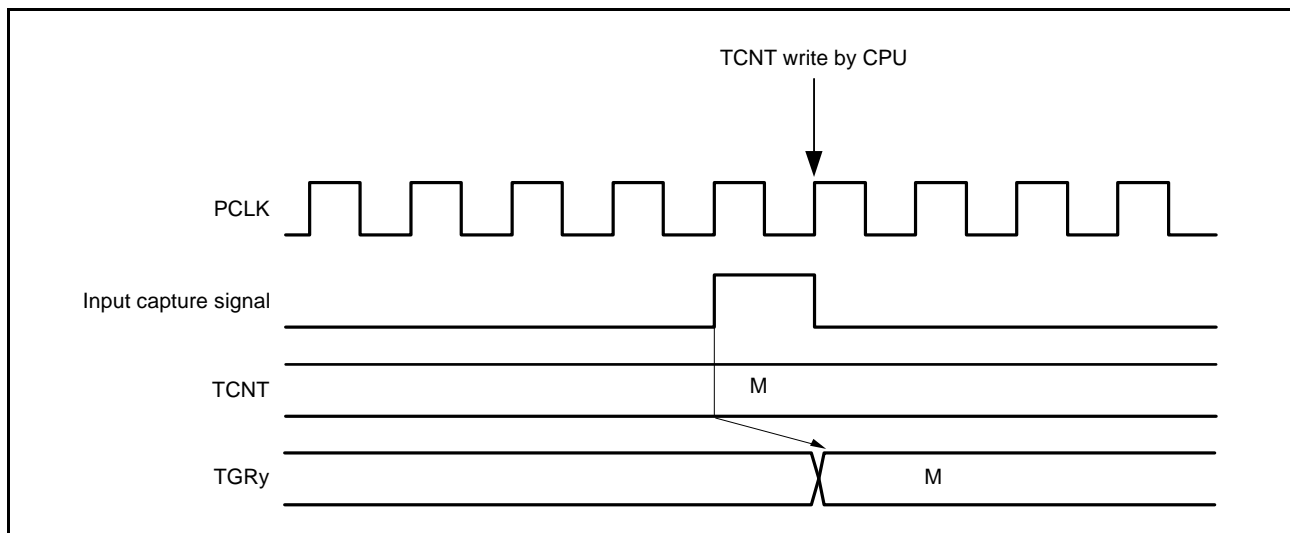 TCNT write by CPU
PCLK
Input capture signal
TCNT
M
TGRy
M